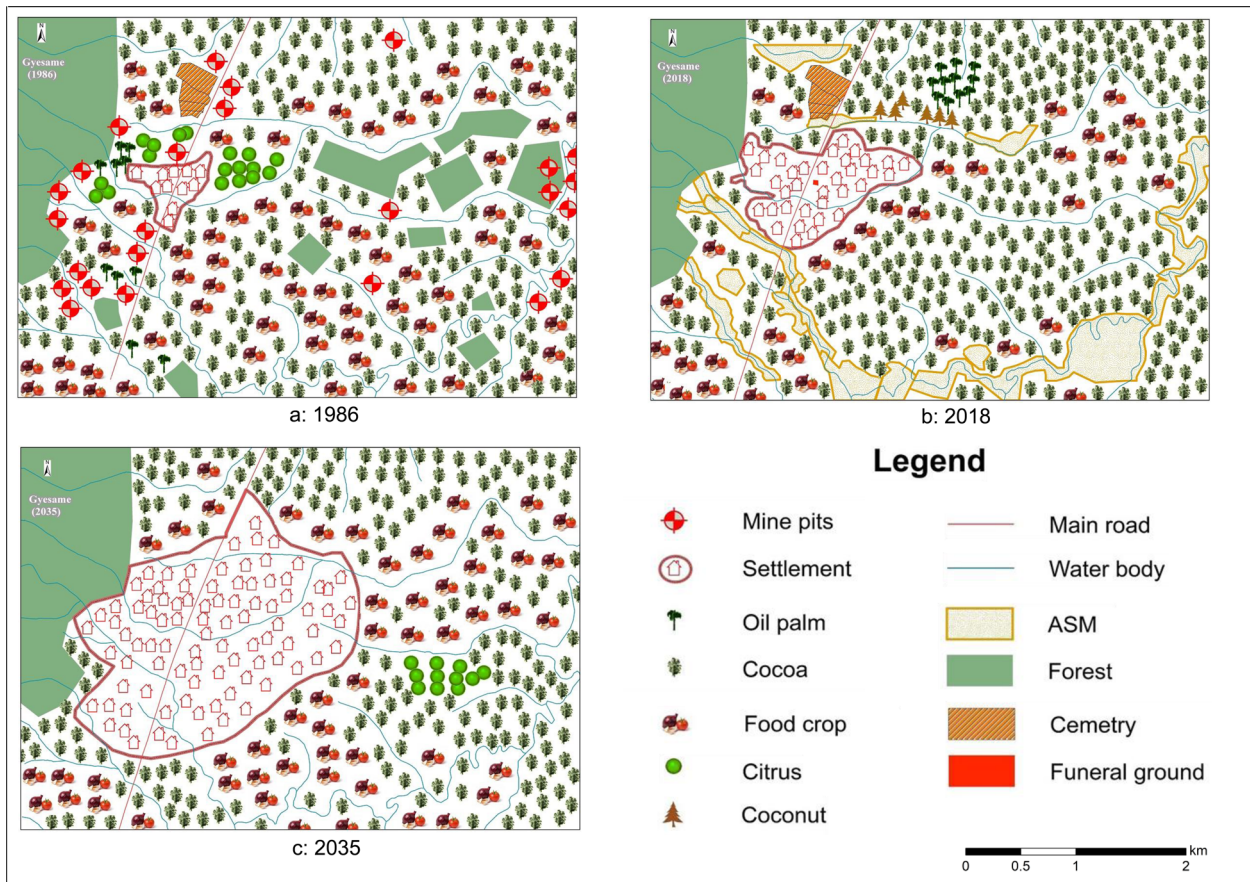 N
Gyesame
(1986)
a: 1986
N
Gyesame
(2018)
b: 2018
N
Gyesame
(2035)
c: 2035
Legend
Mine pits
Settlement
Oil palm
Cocoa
Food crop
Citrus
Coconut
Main road
Water body
ASM
Forest
Cemetry
Funeral ground
km
0 0.5 1 2